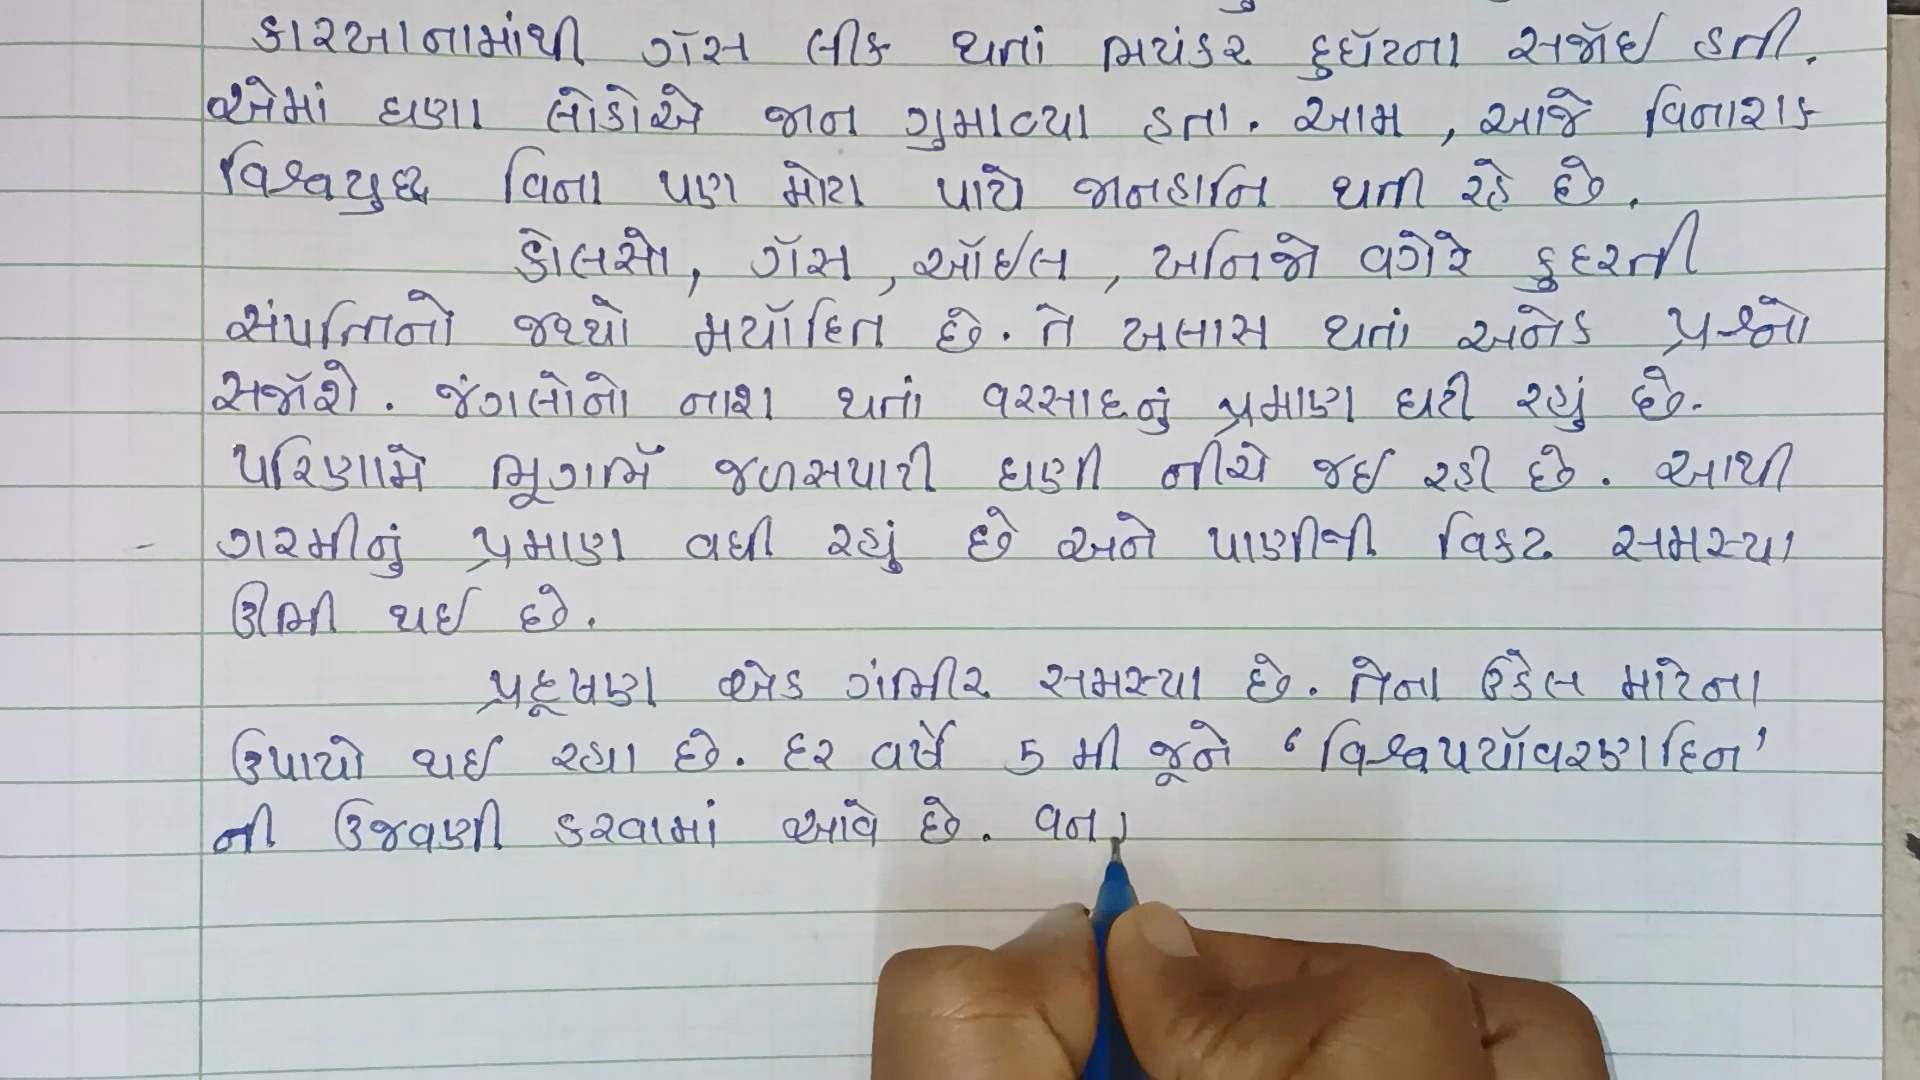 કારખાનામાંથી ગૅસ લીક થતાં ભયંકર દુર્ઘટના સર્જાઈ હતી.
એમાં ઘણા લોકોએ જાન ગુમાવ્યા હતા. આમ, આજે વિનાશક
વિશ્વયુદ્ધ વિના પણ મોટા પાયે જાનહાનિ થતી રહે છે.
કોલસો, ગૅસ, ઑઇલ, ખનિજો વગેરે કુદરતી
સંપત્તિનો જથ્થો મર્યાદિત છે. તે ખલાસ થતાં અનેક પ્રશ્નો
સર્જાશે. જંગલોનો નાશ થતાં વરસાદનું પ્રમાણ ઘટી રહ્યું છે.
પરિણામે ભૂગર્ભ જળસપાટી ઘણી નીચે જઈ રહી છે. આથી
ગરમીનું પ્રમાણ વધી રહ્યું છે અને પાણીની વિકટ સમસ્યા
ઊભી થઈ છે.
પ્રદૂષણ એક ગંભીર સમસ્યા છે. તેના ઉકેલ માટેના
ઉપાયો થઈ રહ્યા છે. દર વર્ષે 5 મી જૂને ‘વિશ્વપર્યાવરણદિન’
ની ઉજવણી કરવામાં આવે છે. વન